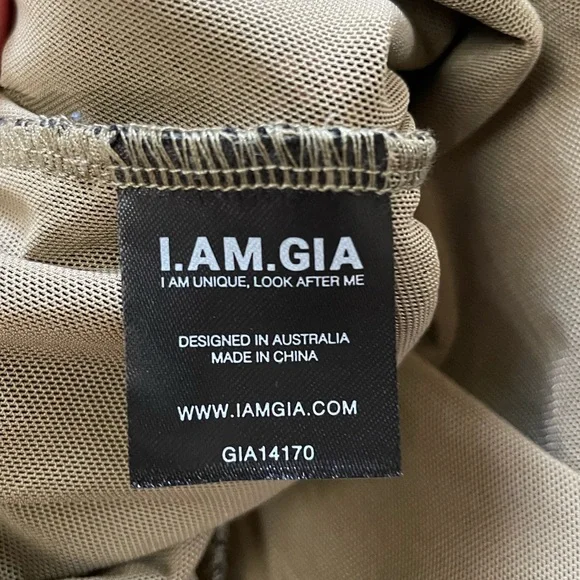 I.AM.GIA
I AM UNIQUE, LOOK AFTER ME
DESIGNED IN AUSTRALIA
MADE IN CHINA
WWW.IAMGIA.COM
GIA14170